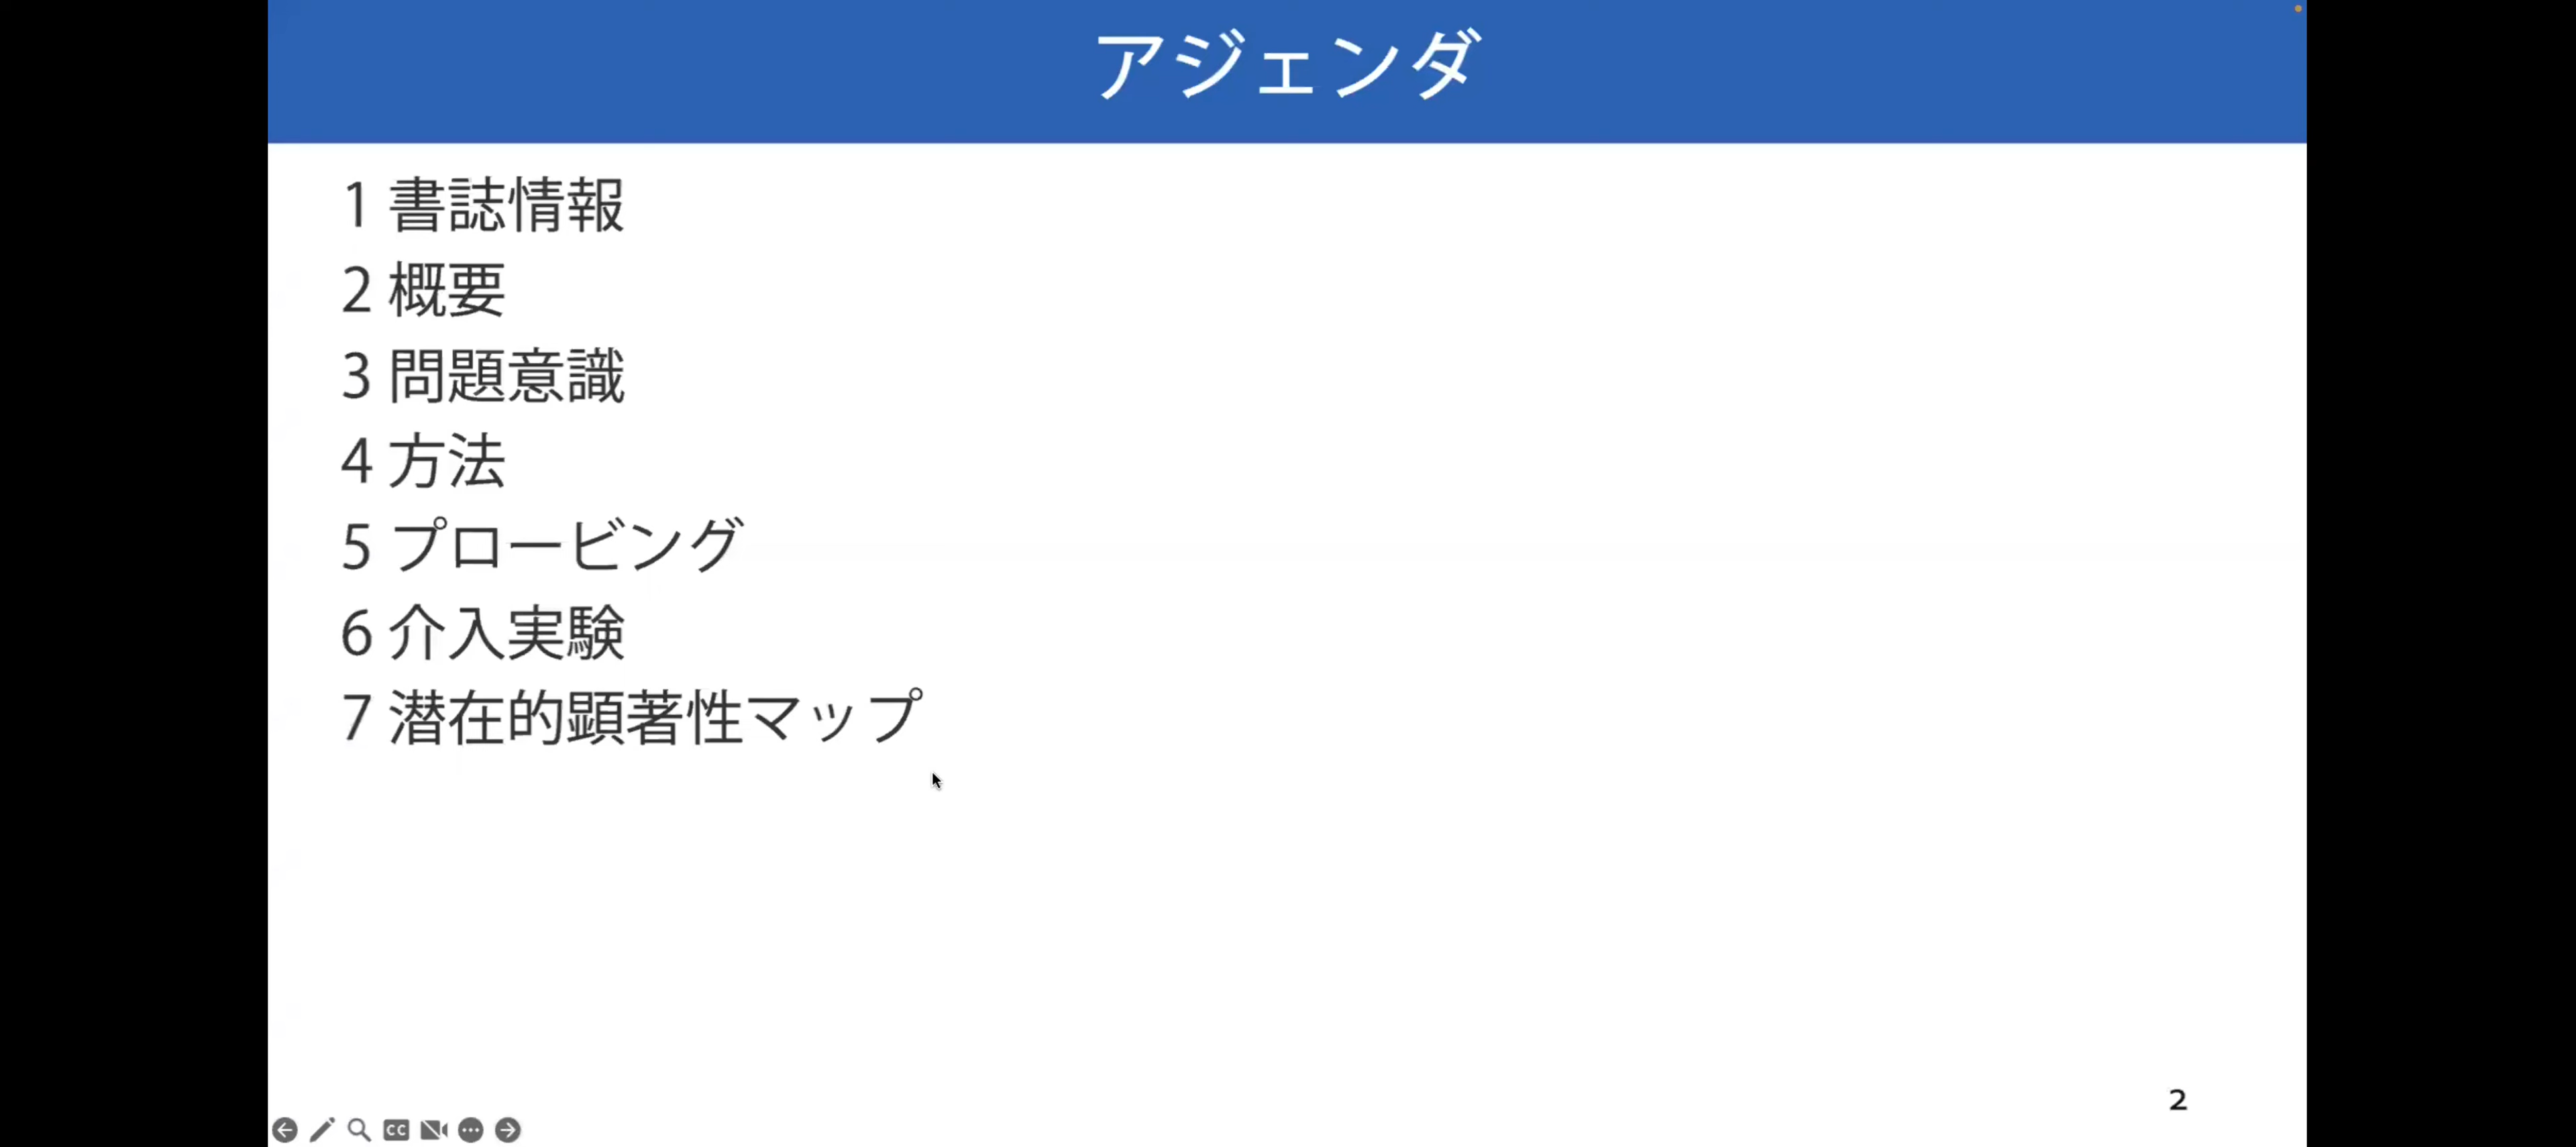 アジェンダ
1 書誌情報
2 概要
3 問題意識
4 方法
5 プロービング
6 介入実験
7 潜在的顕著性マップ
2
CC